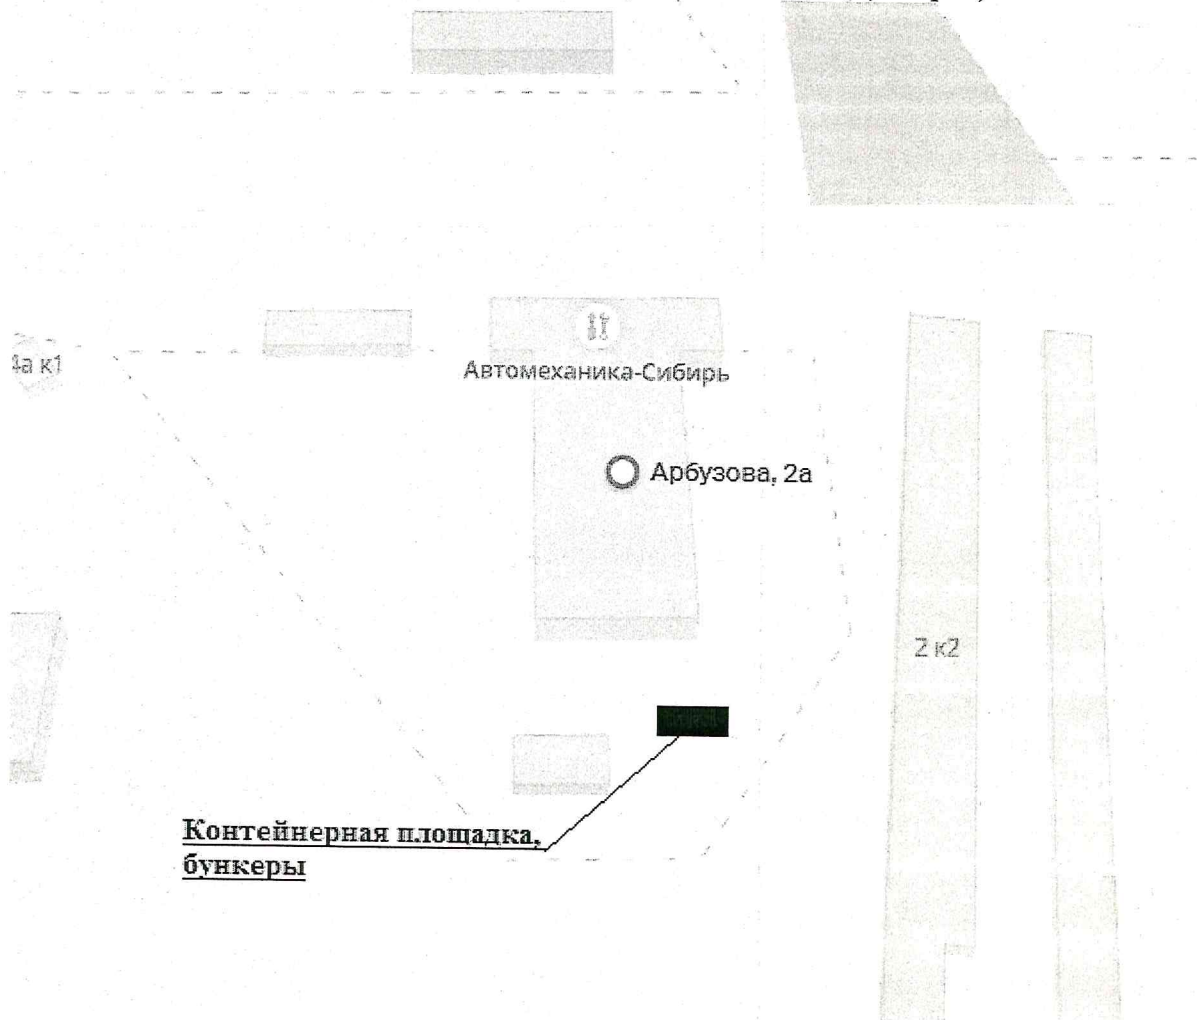 4а к1
Автомеханика-Сибирь
Арбузова, 2а
2 к2
Контейнерная площадка,
бункеры